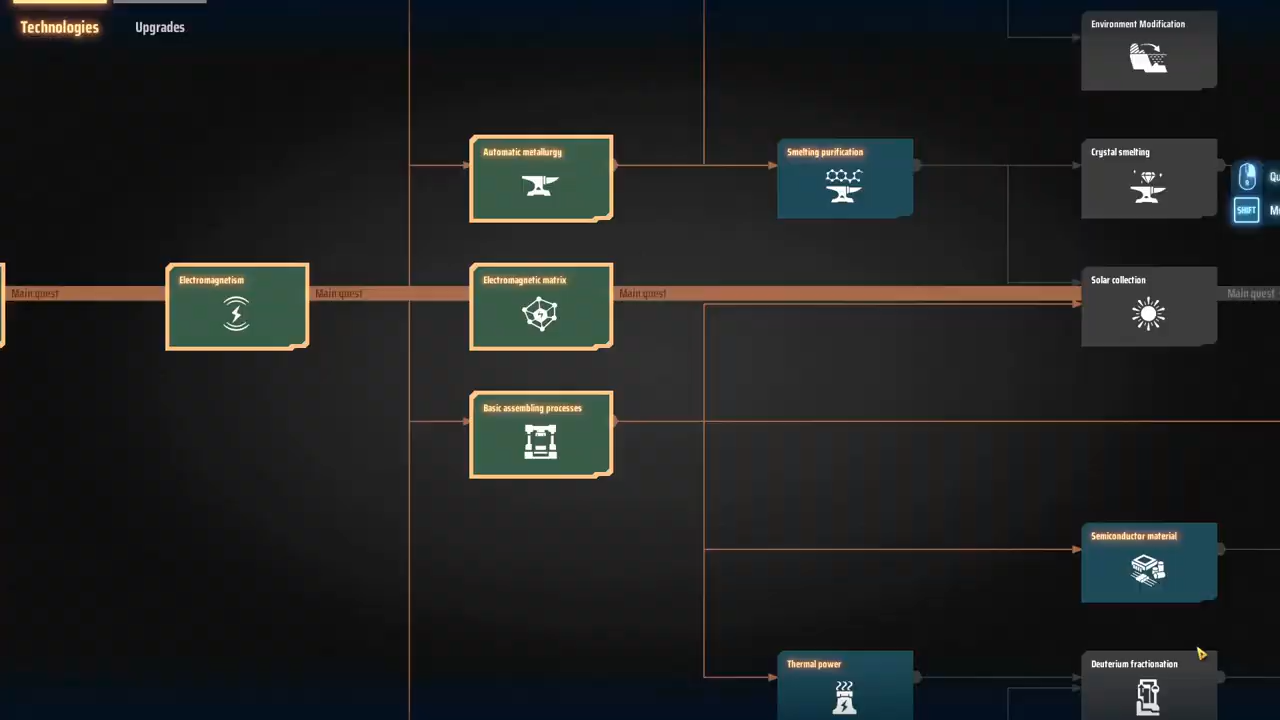 Technologies
Upgrades
Environment Modification
Automatic metallurgy
Smelting purification
Crystal smelting
SHIFT
Electromagnetism
Electromagnetic matrix
Solar collection
Main quest
Main quest
Main quest
Main quest
Basic assembling processes
Semiconductor material
Thermal power
Deuterium fractionation